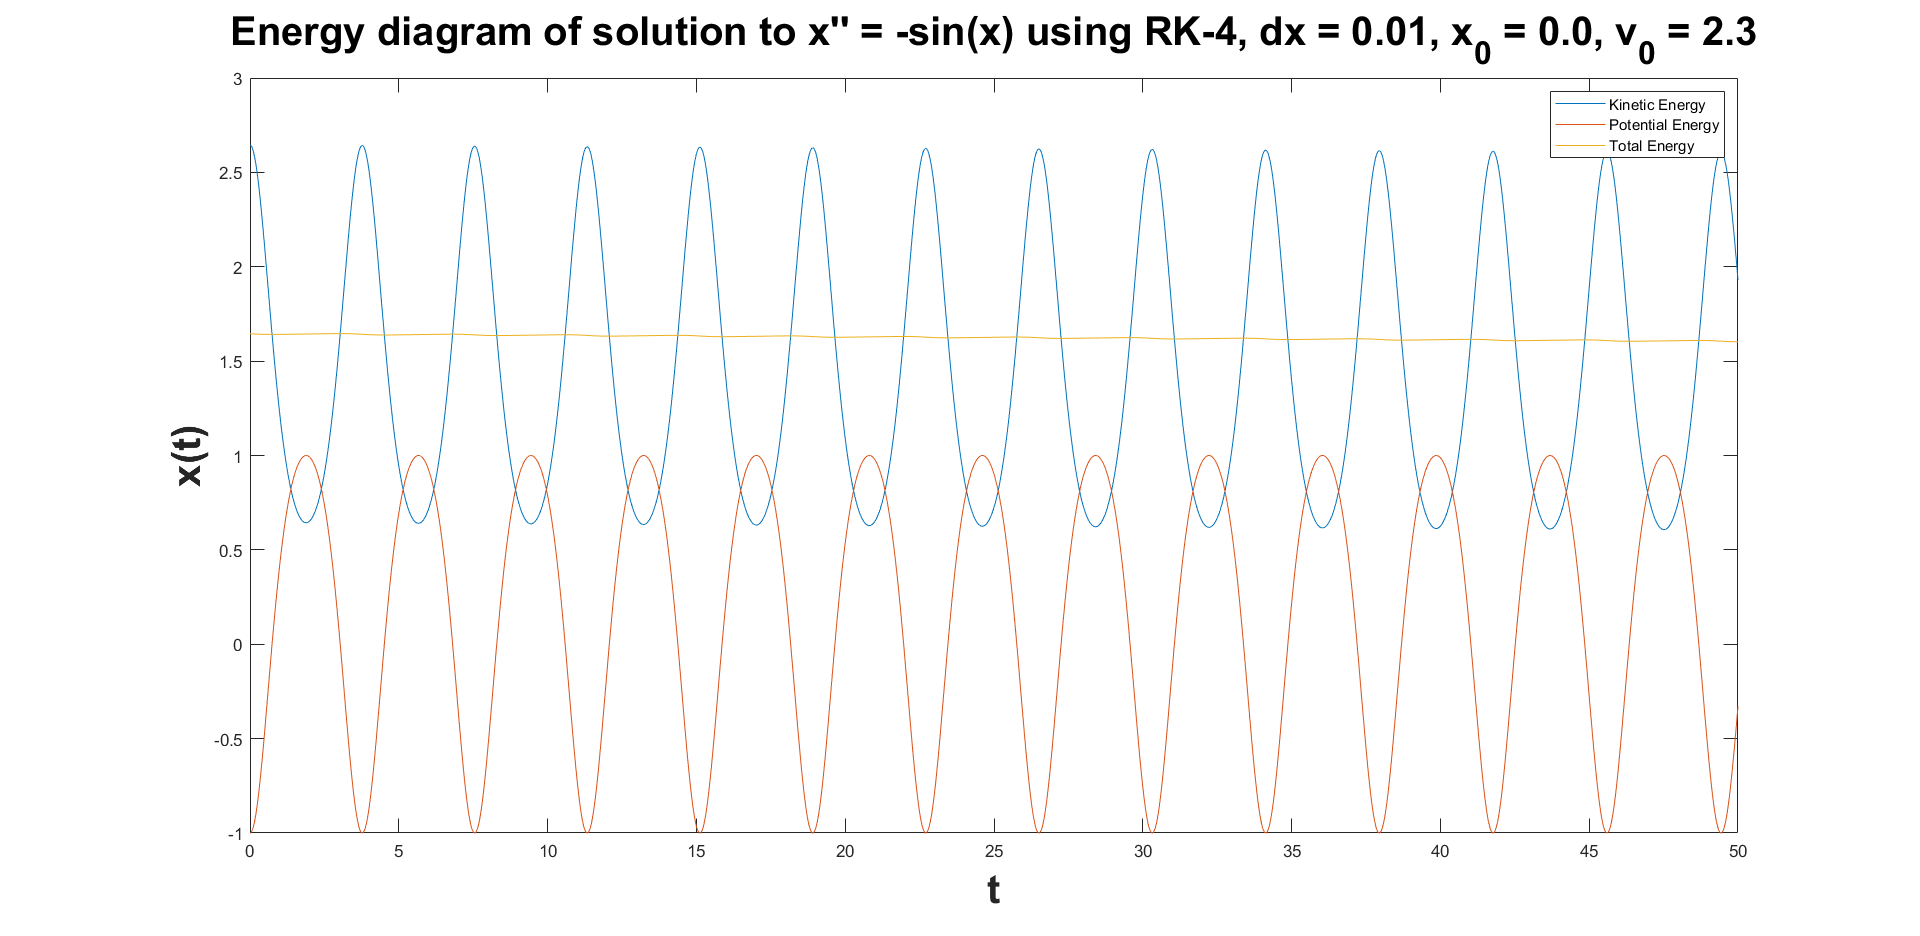 Energy diagram of solution to x'' = -sin(x) using RK-4, dx = 0.01, x0 = 0.0, v0 = 2.3
3
2.5
2
1.5
1
0.5
0
-0.5
-1
x(t)
Kinetic Energy
Potential Energy
Total Energy
0 5 10 15 20 25 30 35 40 45 50
t